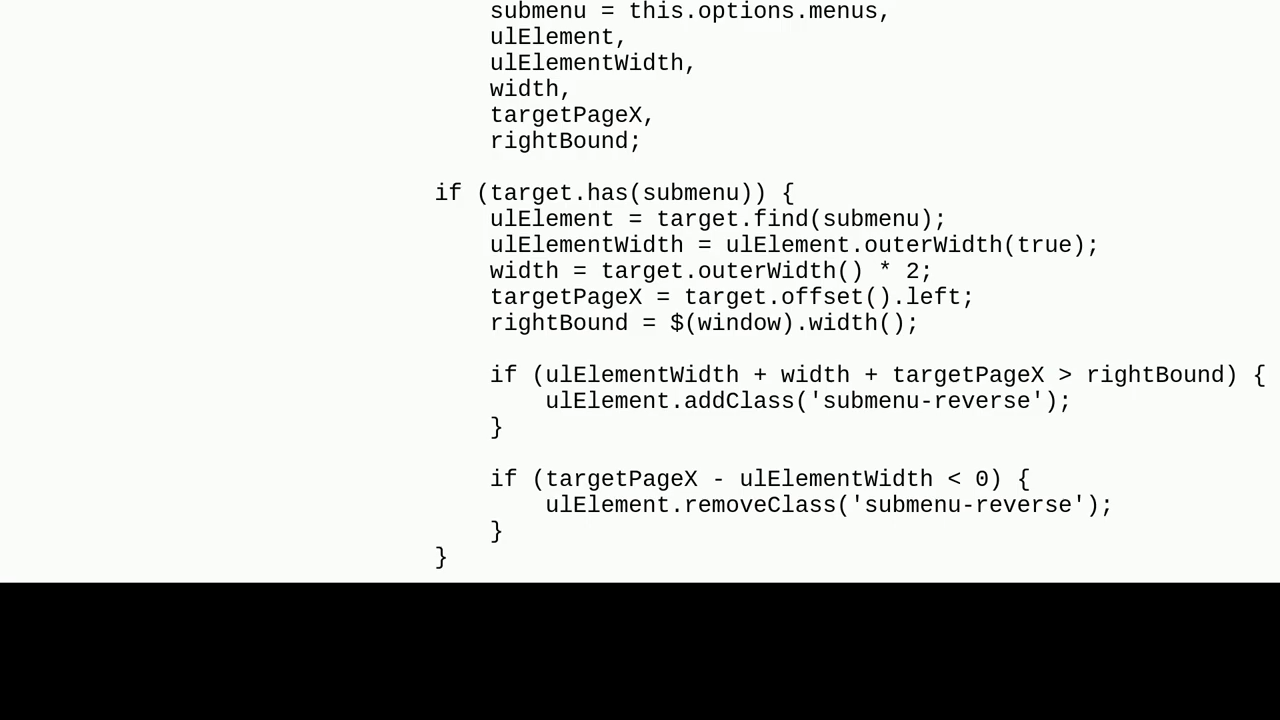 submenu = this.options.menus,
ulElement,
ulElementWidth,
width,
targetPageX,
rightBound;
if (target.has(submenu)) {
ulElement = target.find(submenu);
ulElementWidth = ulElement.outerWidth(true);
width = target.outerWidth() * 2;
targetPageX = target.offset().left;
rightBound = $(window).width();
if (ulElementWidth + width + targetPageX > rightBound) {
ulElement.addClass('submenu-reverse');
}
if (targetPageX - ulElementWidth < 0) {
ulElement.removeClass('submenu-reverse');
}
}